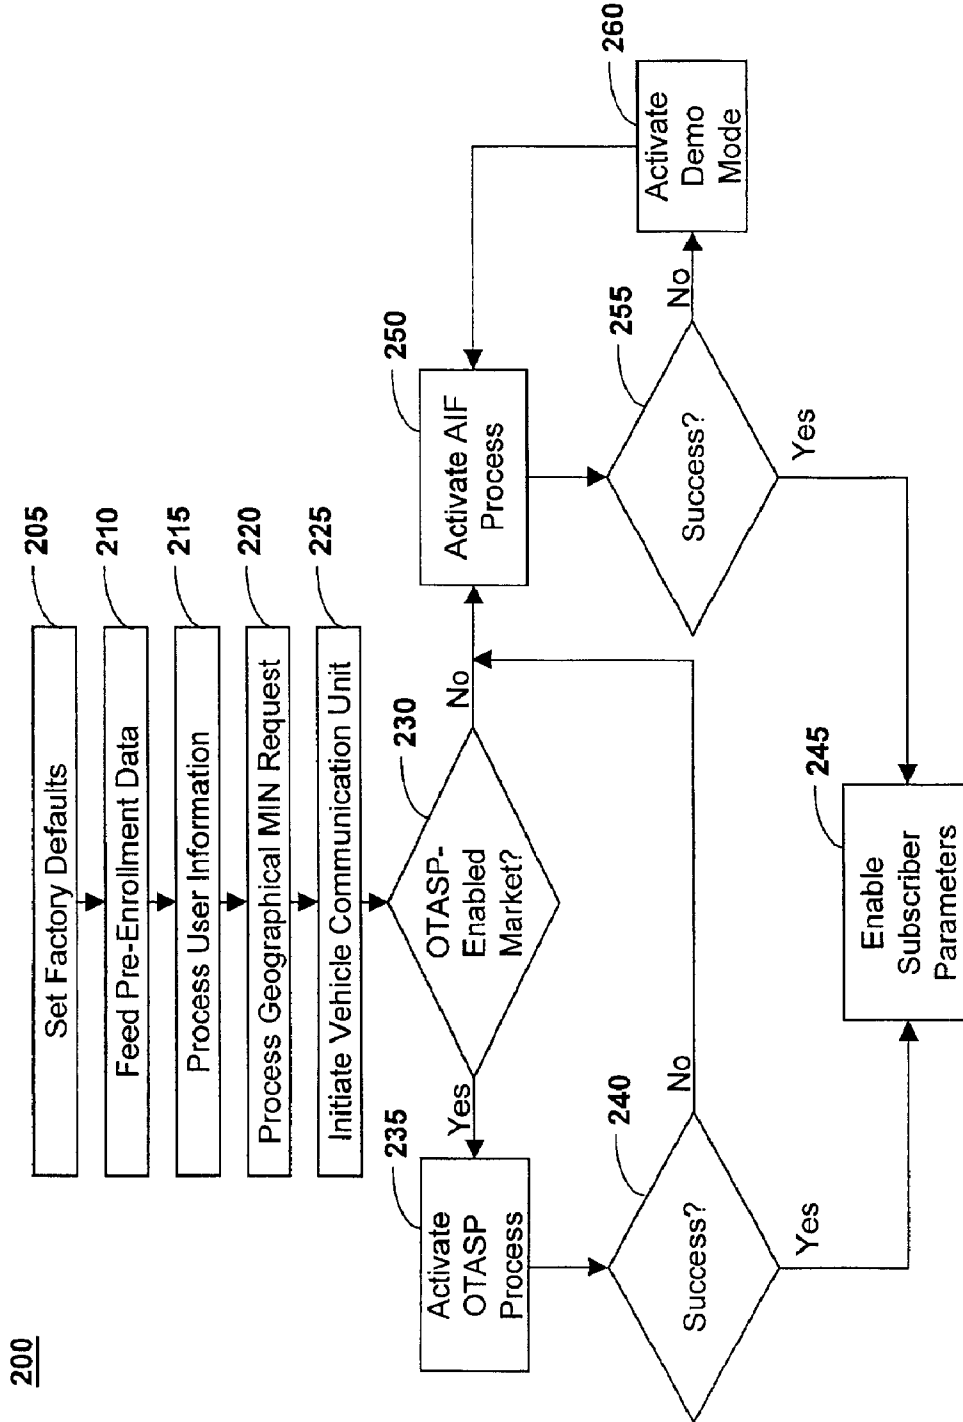 200
Set Factory Defaults
205
Feed Pre-Enrollment Data
210
Process User Information
215
Process Geographical MIN Request
220
Initiate Vehicle Communication Unit
225
OTASP-
Enabled
Market?
230
Yes
No
Activate
OTASP
Process
235
Activate AIF
Process
250
Success?
240
No
Yes
Success?
255
No
Yes
Activate
Demo
Mode
260
Enable
Subscriber
Parameters
245